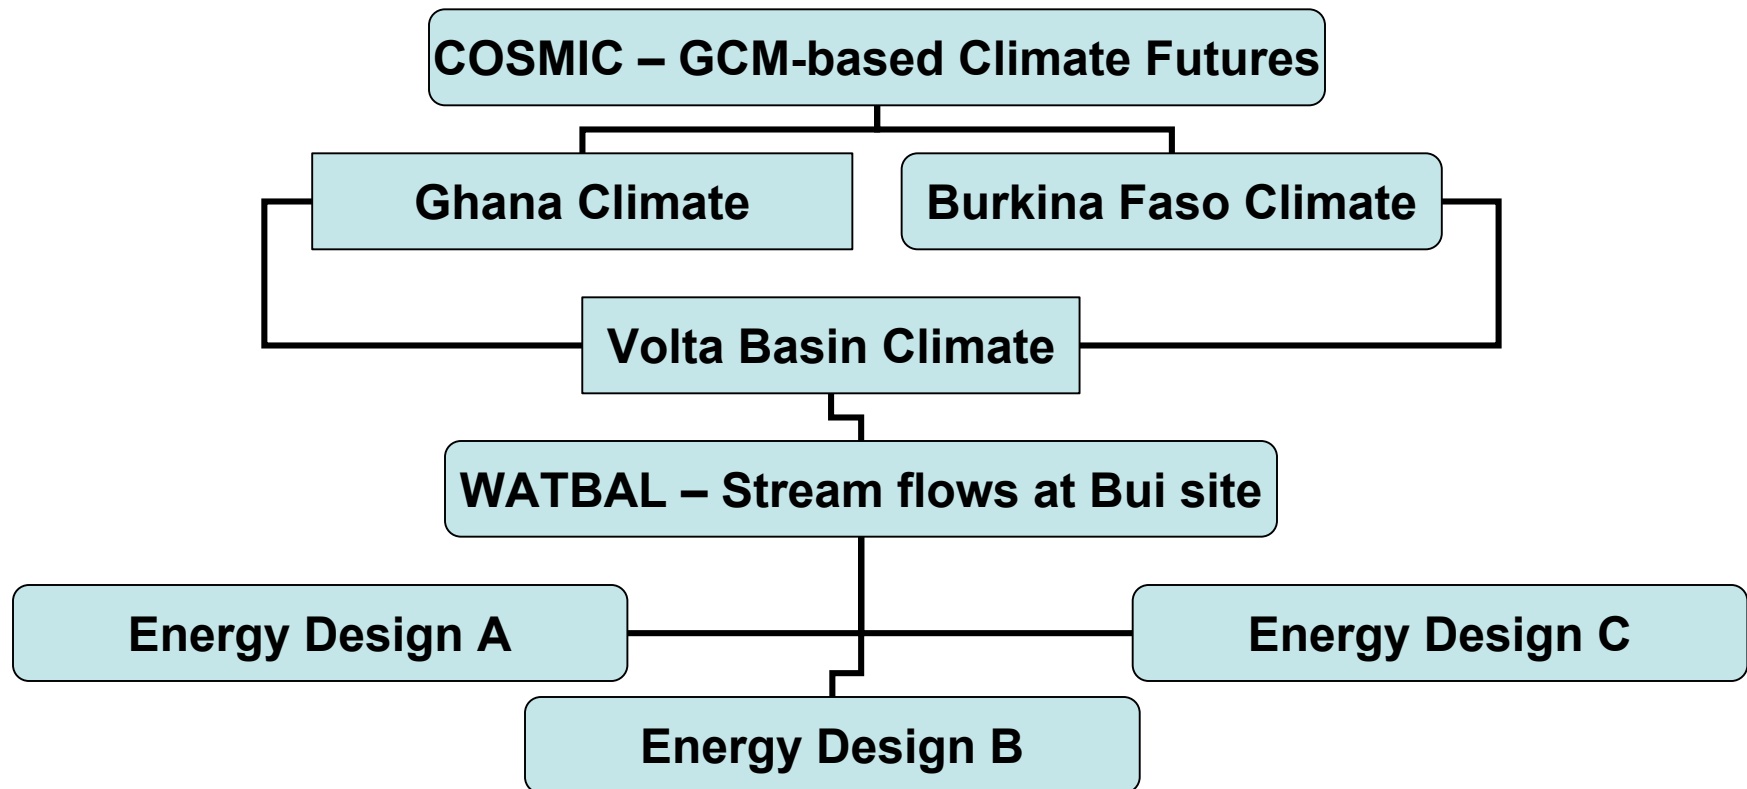 COSMIC – GCM-based Climate Futures
Ghana Climate
Burkina Faso Climate
Volta Basin Climate
WATBAL – Stream flows at Bui site
Energy Design A
Energy Design C
Energy Design B